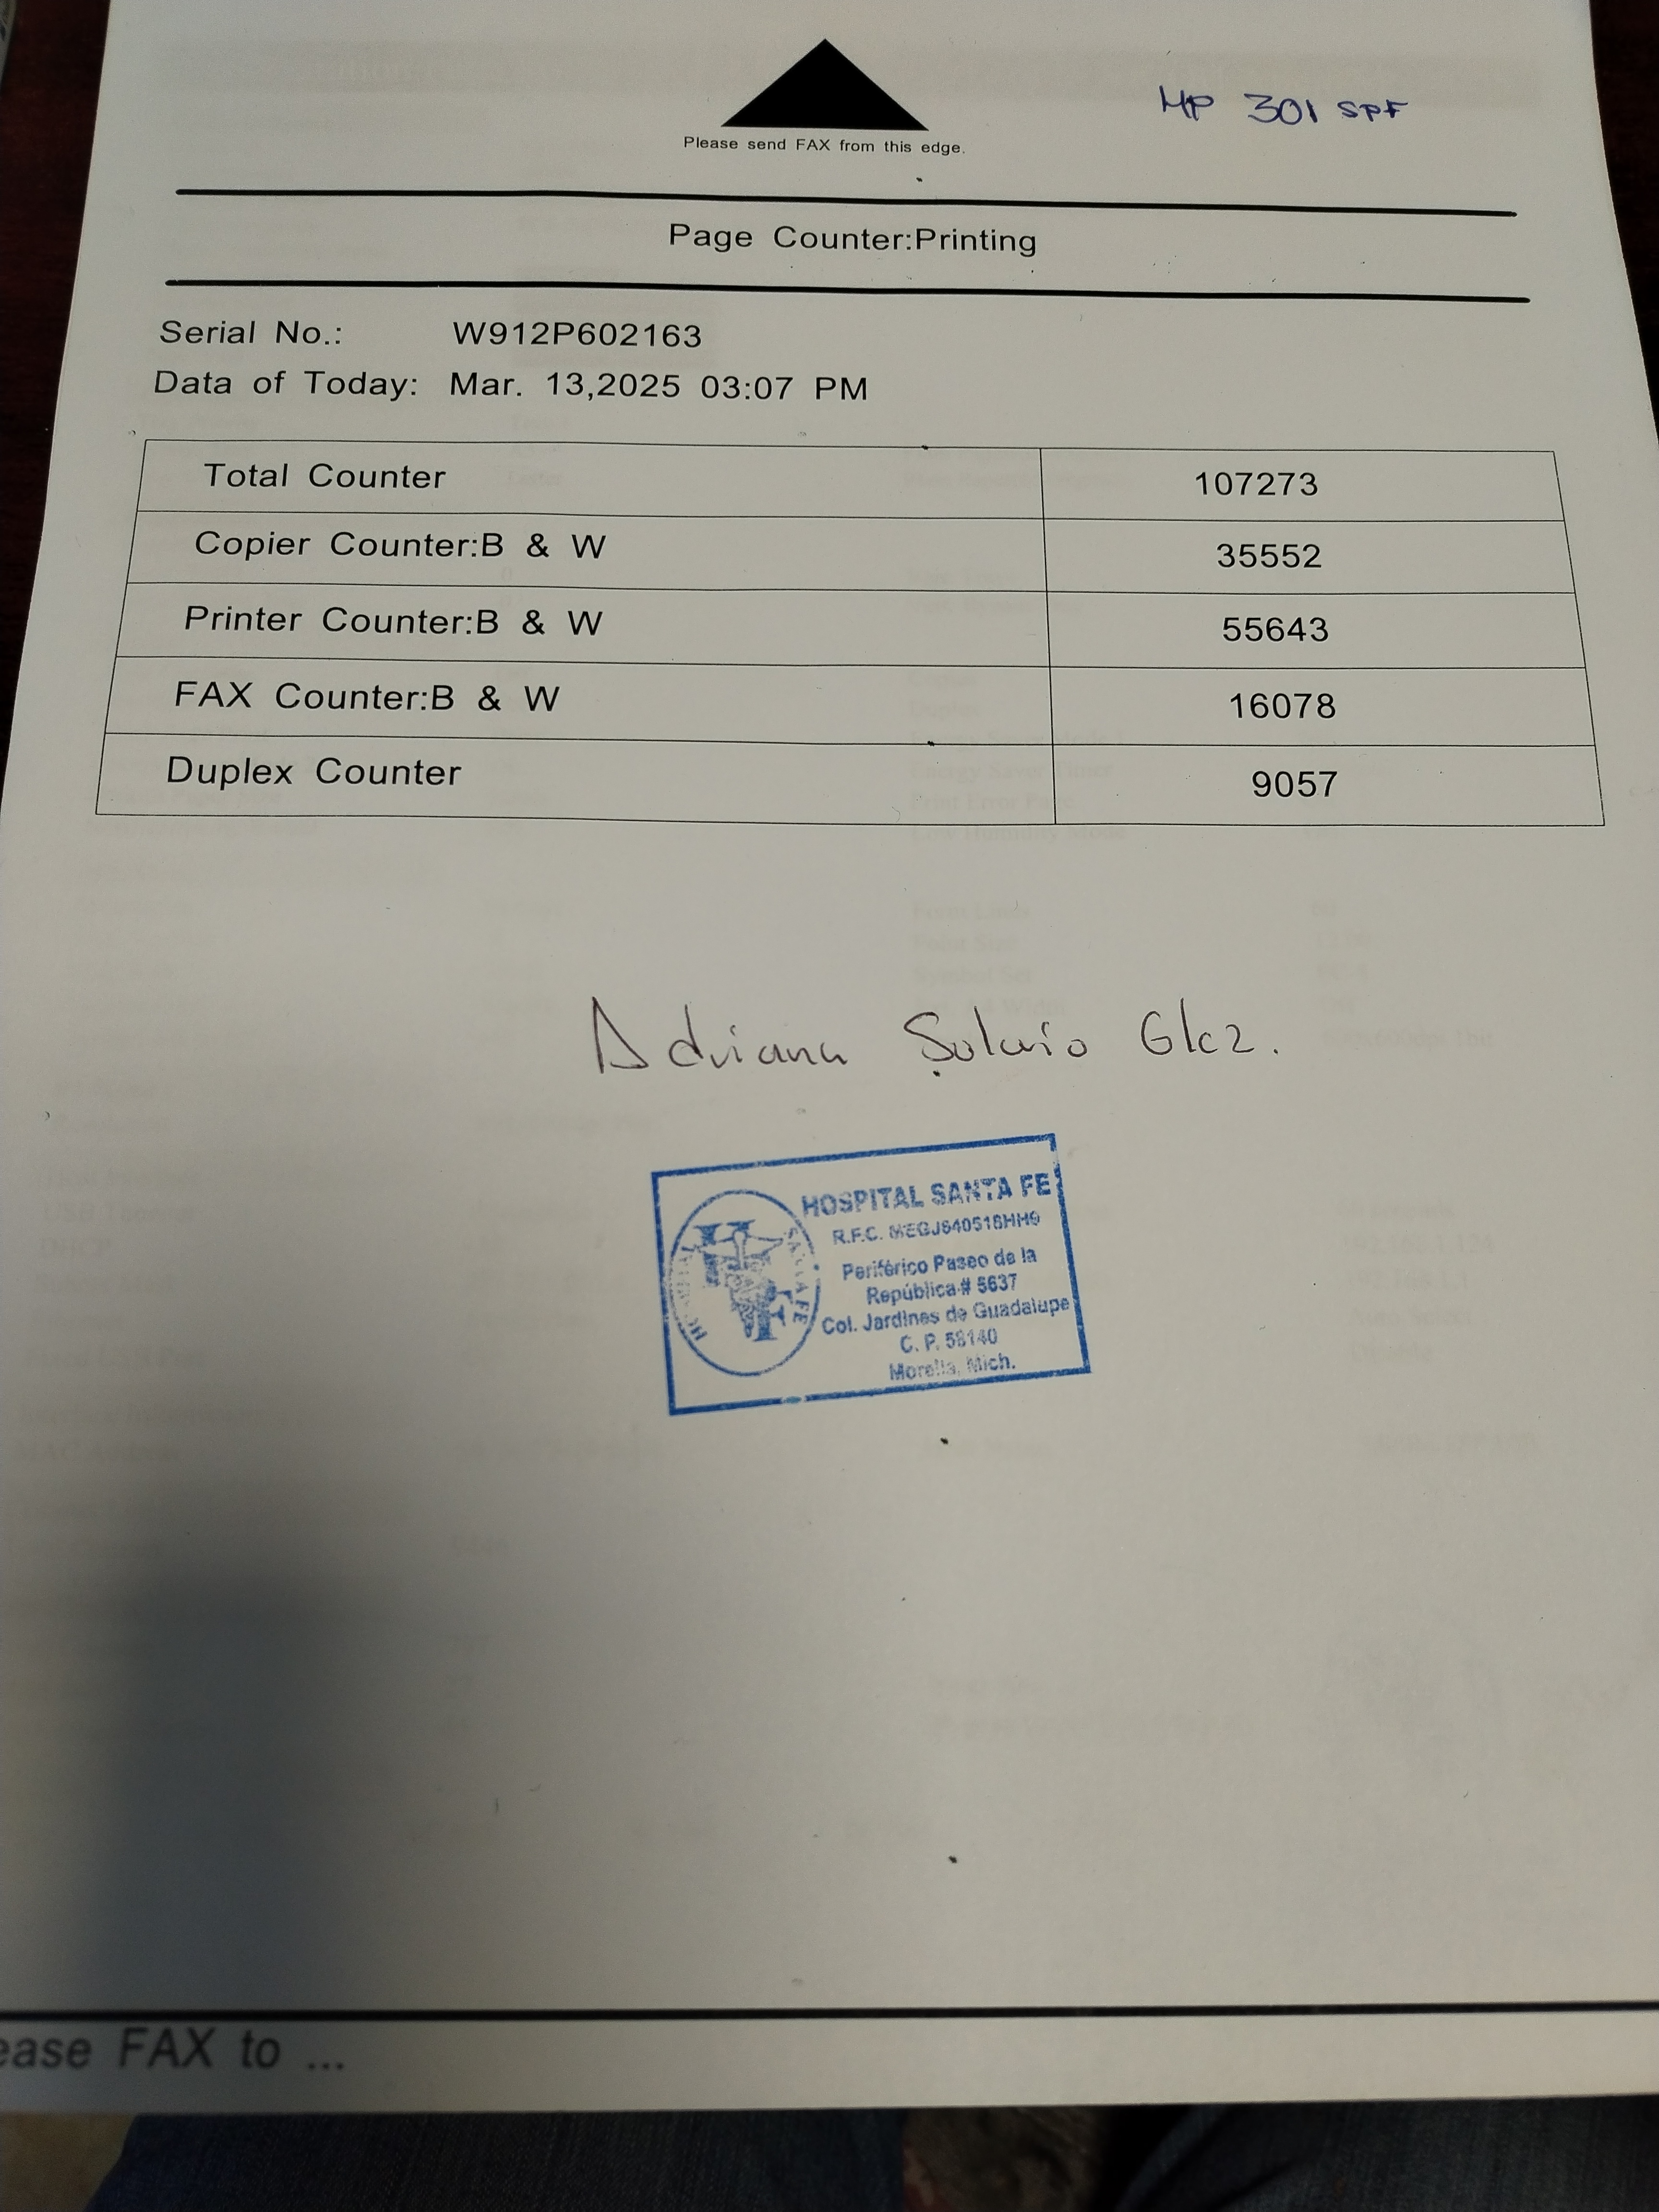 MP 301 SPF
Please send FAX from this edge.
Page Counter:Printing
Serial No.: W912P602163
Data of Today: Mar. 13,2025 03:07 PM
Total Counter 107273
Copier Counter:B & W 35552
Printer Counter:B & W 55643
FAX Counter:B & W 16078
Duplex Counter 9057
Adriana Solorio Glez.
HOSPITAL SANTA FE
R.F.C. MEGJ640516HH9
Periférico Paseo de la
República # 5637
Col. Jardines de Guadalupe
C. P. 58140
Morelia, Mich.
ease FAX to ...